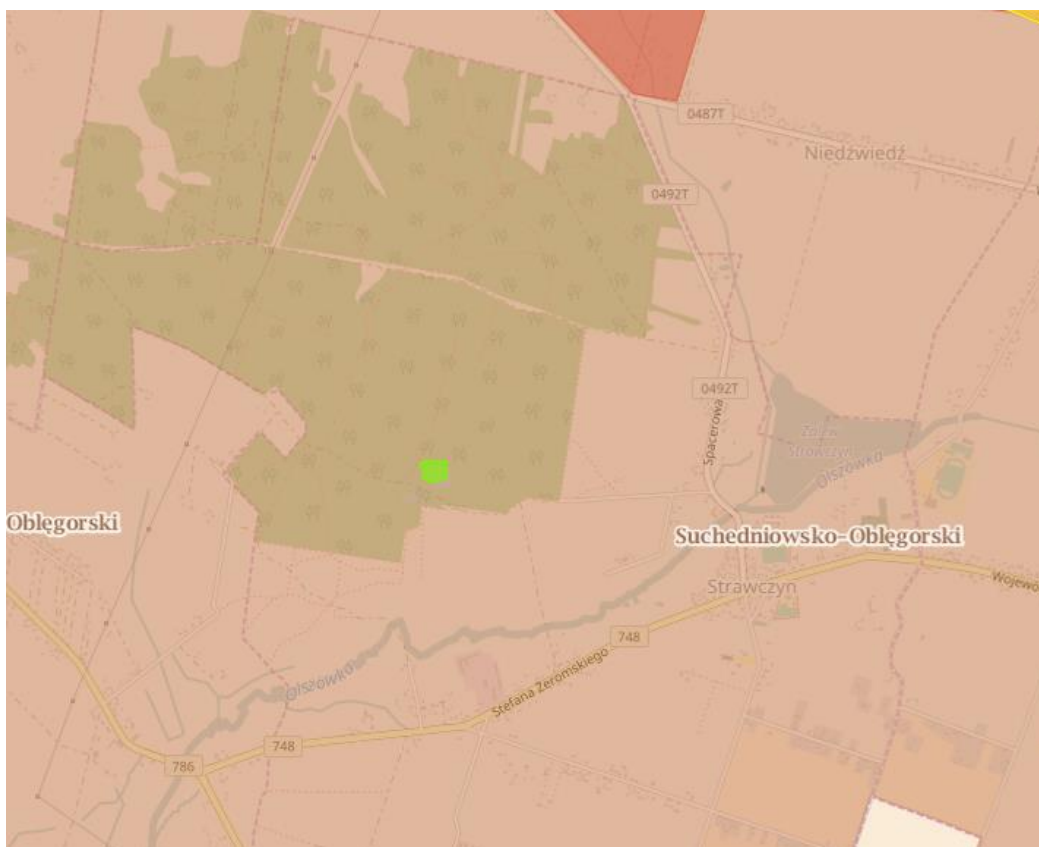 0487T
Niedźwiedź
0492T
0492T
Spacerowa
Zalew
Strawczyn
Olszówka
Oblęgorski
Suchedniowsko-Oblęgorski
Strawczyn
Wojewó
748
Stefana Żeromskiego
Olszówka
748
786